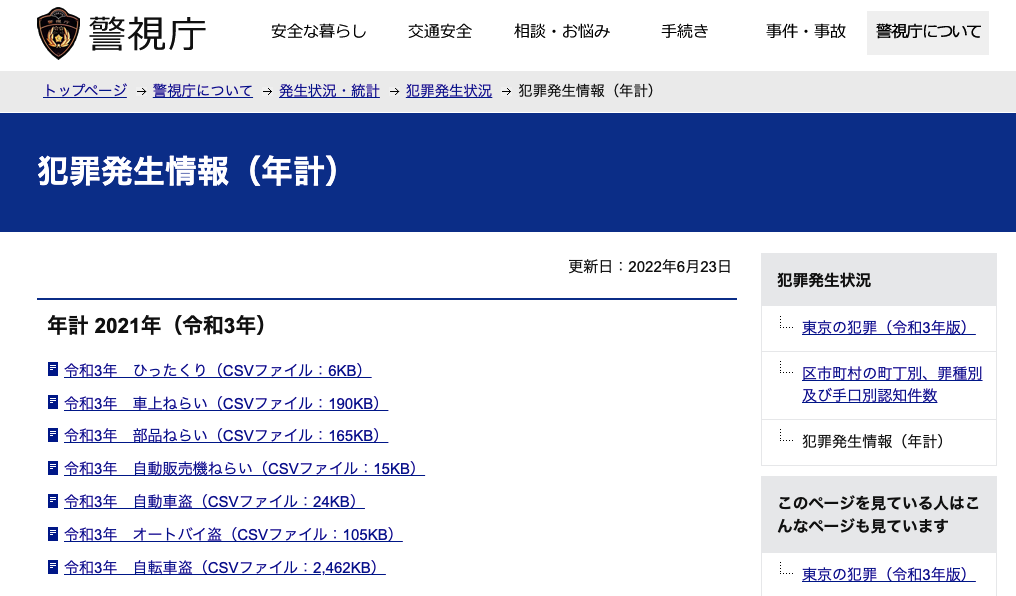 警視庁
安全な暮らし 交通安全 相談・お悩み 手続き 事件・事故 警視庁について
トップページ → 警視庁について → 発生状況・統計 → 犯罪発生状況 → 犯罪発生情報（年計）
犯罪発生情報（年計）
更新日：2022年6月23日
年計 2021年（令和3年）
令和3年　ひったくり（CSVファイル：6KB）
令和3年　車上ねらい（CSVファイル：190KB）
令和3年　部品ねらい（CSVファイル：165KB）
令和3年　自動販売機ねらい（CSVファイル：15KB）
令和3年　自動車盗（CSVファイル：24KB）
令和3年　オートバイ盗（CSVファイル：105KB）
令和3年　自転車盗（CSVファイル：2,462KB）
犯罪発生状況
東京の犯罪（令和3年版）
区市町村の町丁別、罪種別
及び手口別認知件数
犯罪発生情報（年計）
このページを見ている人はこ
んなページも見ています
東京の犯罪（令和3年版）